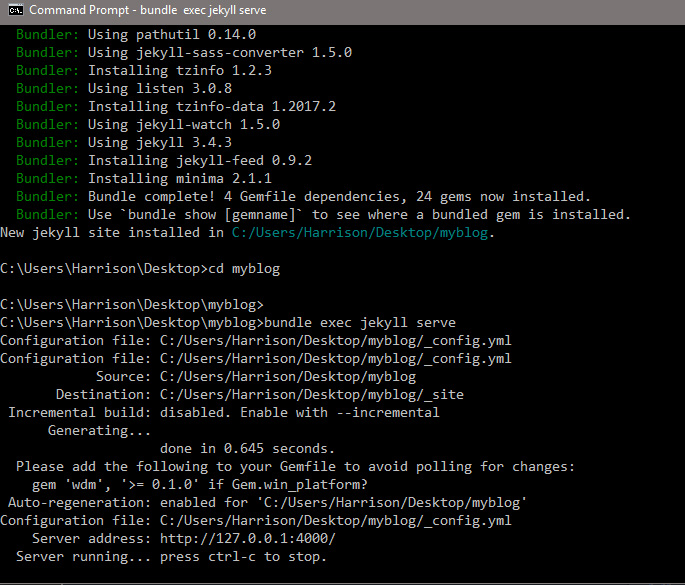 Command Prompt - bundle  exec jekyll serve
Bundler: Using pathutil 0.14.0
Bundler: Using jekyll-sass-converter 1.5.0
Bundler: Installing tzinfo 1.2.3
Bundler: Using listen 3.0.8
Bundler: Installing tzinfo-data 1.2017.2
Bundler: Using jekyll-watch 1.5.0
Bundler: Using jekyll 3.4.3
Bundler: Installing jekyll-feed 0.9.2
Bundler: Installing minima 2.1.1
Bundler: Bundle complete! 4 Gemfile dependencies, 24 gems now installed.
Bundler: Use `bundle show [gemname]` to see where a bundled gem is installed.
New jekyll site installed in C:/Users/Harrison/Desktop/myblog.
C:\Users\Harrison\Desktop>cd myblog
C:\Users\Harrison\Desktop\myblog>
C:\Users\Harrison\Desktop\myblog>bundle exec jekyll serve
Configuration file: C:/Users/Harrison/Desktop/myblog/_config.yml
Configuration file: C:/Users/Harrison/Desktop/myblog/_config.yml
Source: C:/Users/Harrison/Desktop/myblog
Destination: C:/Users/Harrison/Desktop/myblog/_site
Incremental build: disabled. Enable with --incremental
Generating...
done in 0.645 seconds.
Please add the following to your Gemfile to avoid polling for changes:
gem 'wdm', '>= 0.1.0' if Gem.win_platform?
Auto-regeneration: enabled for 'C:/Users/Harrison/Desktop/myblog'
Configuration file: C:/Users/Harrison/Desktop/myblog/_config.yml
Server address: http://127.0.0.1:4000/
Server running... press ctrl-c to stop.